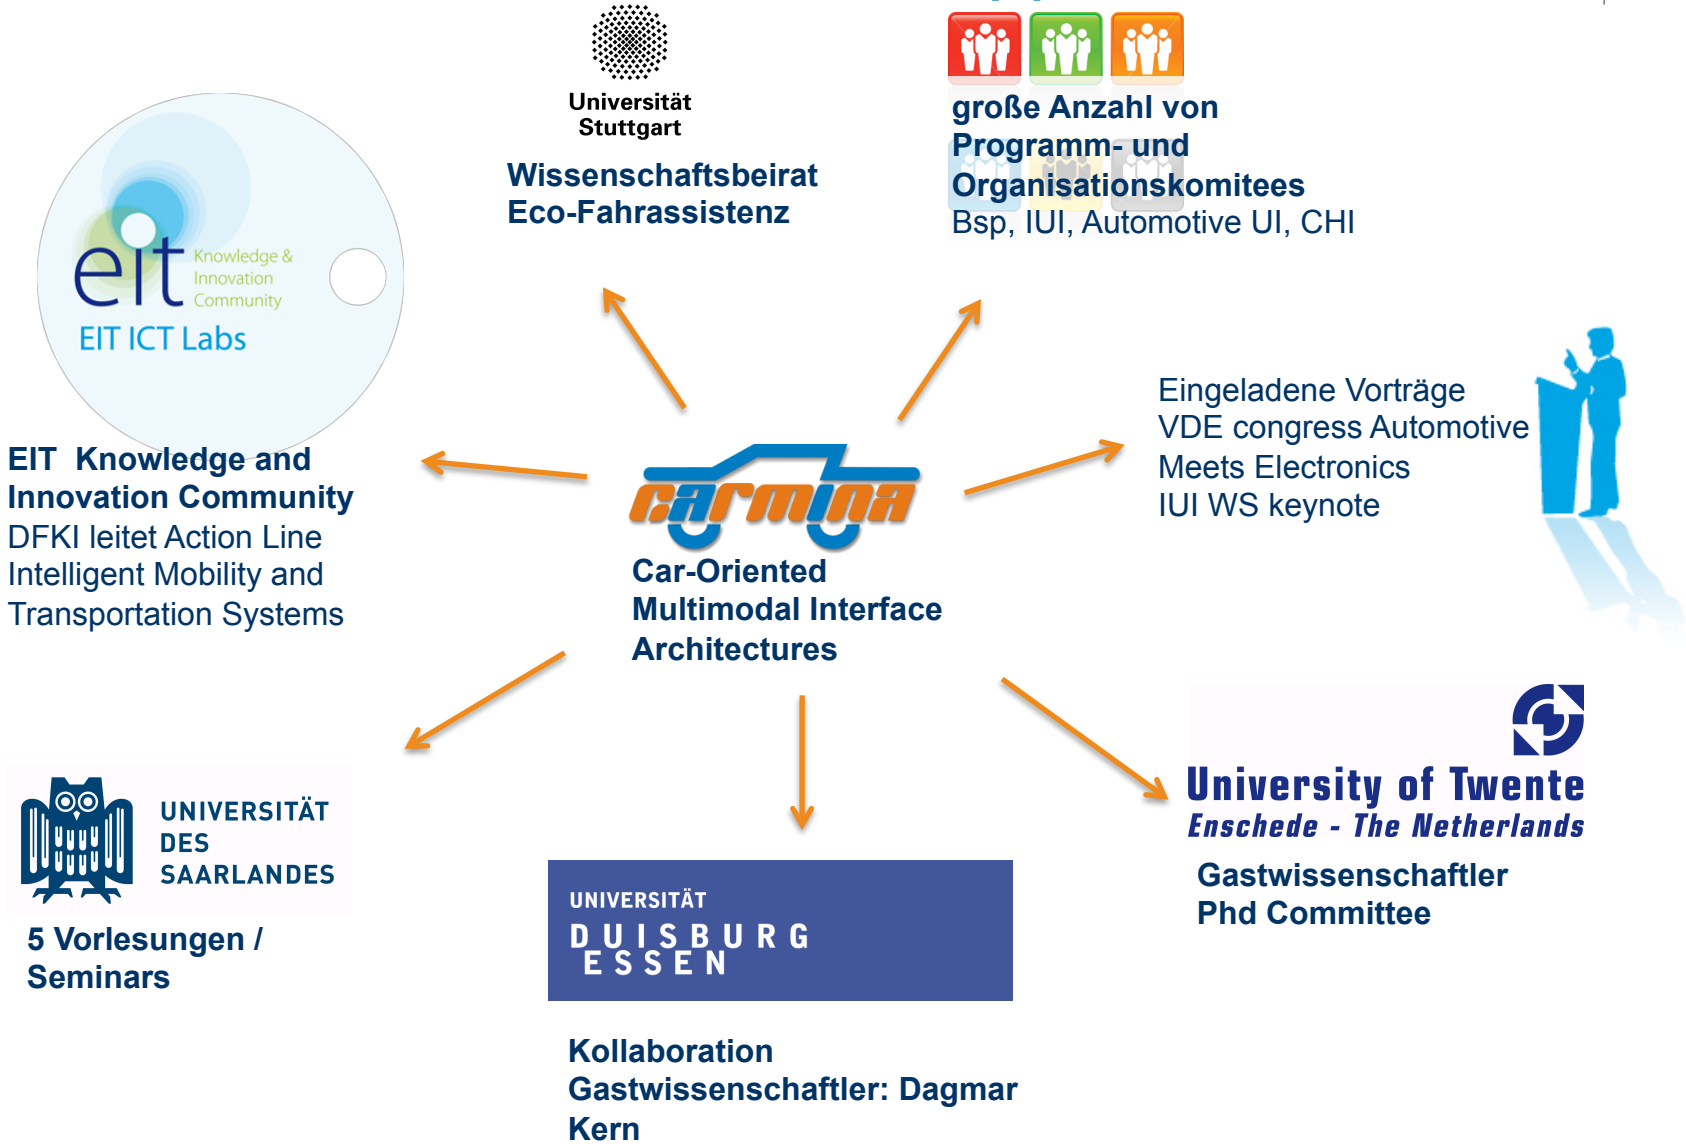 Universität
Stuttgart
Wissenschaftsbeirat
Eco-Fahrassistenz
große Anzahl von
Programm- und
Organisationskomitees
Bsp, IUI, Automotive UI, CHI
eit
Knowledge &
Innovation
Community
EIT ICT Labs
EIT  Knowledge and
Innovation Community
DFKI leitet Action Line
Intelligent Mobility and
Transportation Systems
Eingeladene Vorträge
VDE congress Automotive
Meets Electronics
IUI WS keynote
carmina
Car-Oriented
Multimodal Interface
Architectures
UNIVERSITÄT
DES
SAARLANDES
5 Vorlesungen /
Seminars
UNIVERSITÄT
DUISBURG
ESSEN
Kollaboration
Gastwissenschaftler: Dagmar
Kern
University of Twente
Enschede - The Netherlands
Gastwissenschaftler
Phd Committee